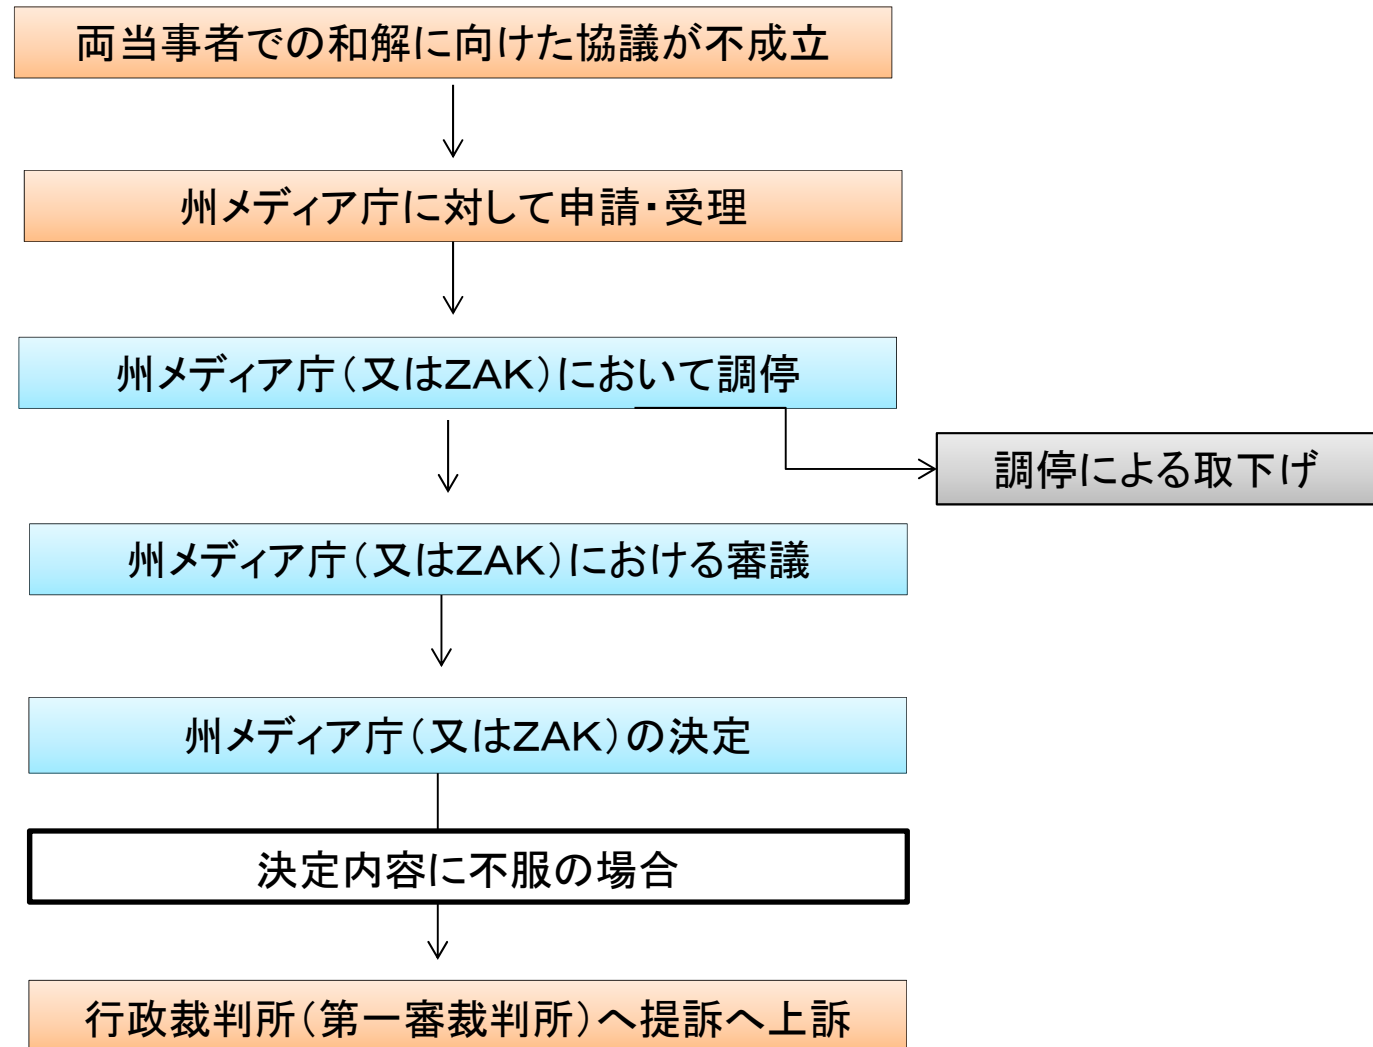 両当事者での和解に向けた協議が不成立
州メディア庁に対して申請・受理
州メディア庁（又はZAK）において調停
調停による取下げ
州メディア庁（又はZAK）における審議
州メディア庁（又はZAK）の決定
決定内容に不服の場合
行政裁判所（第一審裁判所）へ提訴へ上訴